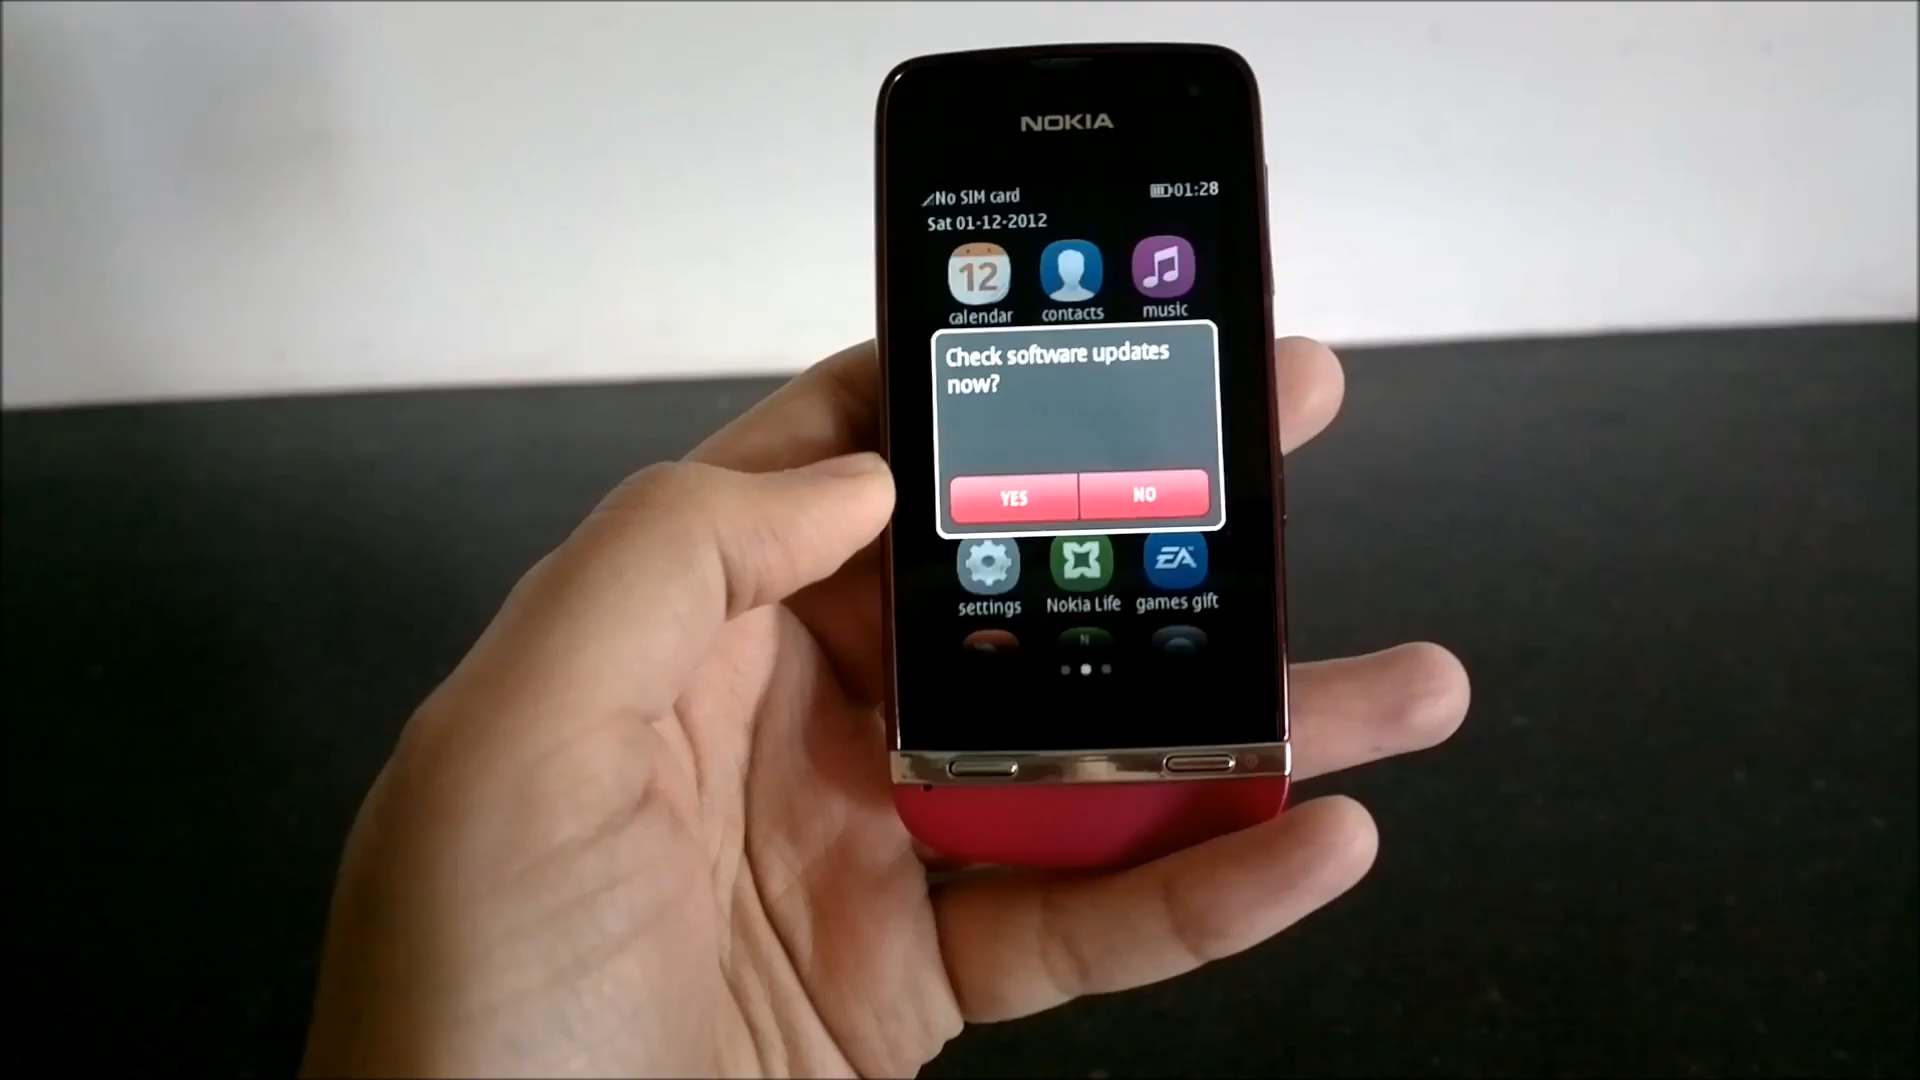 NOKIA
No SIM card 01:28
Sat 01-12-2012
12
calendar contacts music
Check software updates
now?
YES NO
EA
settings Nokia Life games gift
N